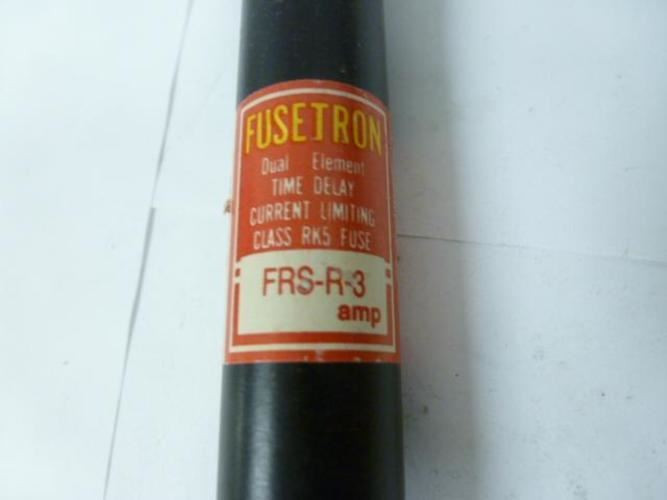 FUSETRON
Dual Element
TIME DELAY
CURRENT LIMITING
CLASS RK5 FUSE
FRS-R-3
amp